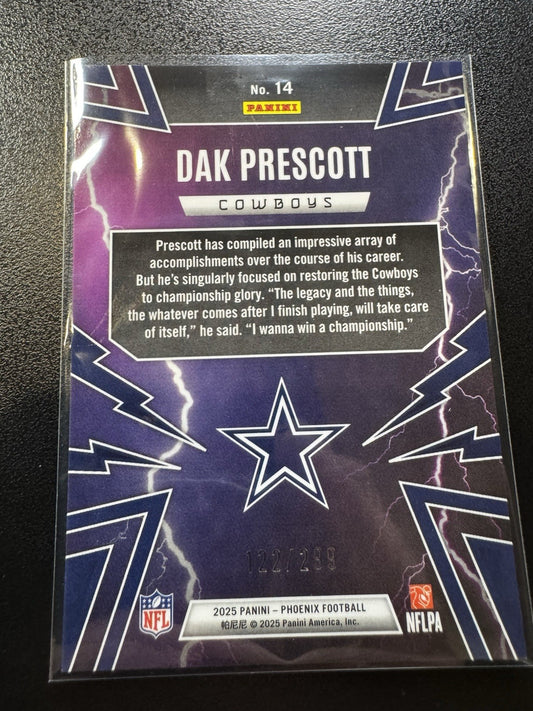 No. 14
PANINI
DAK PRESCOTT
COWBOYS
Prescott has compiled an impressive array of
accomplishments over the course of his career.
But he's singularly focused on restoring the Cowboys
to championship glory. “The legacy and the things,
the whatever comes after I finish playing, will take care
of itself,” he said. “I wanna win a championship.”
122/299
2025 PANINI – PHOENIX FOOTBALL
帕尼尼 © 2025 Panini America, Inc.
NFL
NFLPA